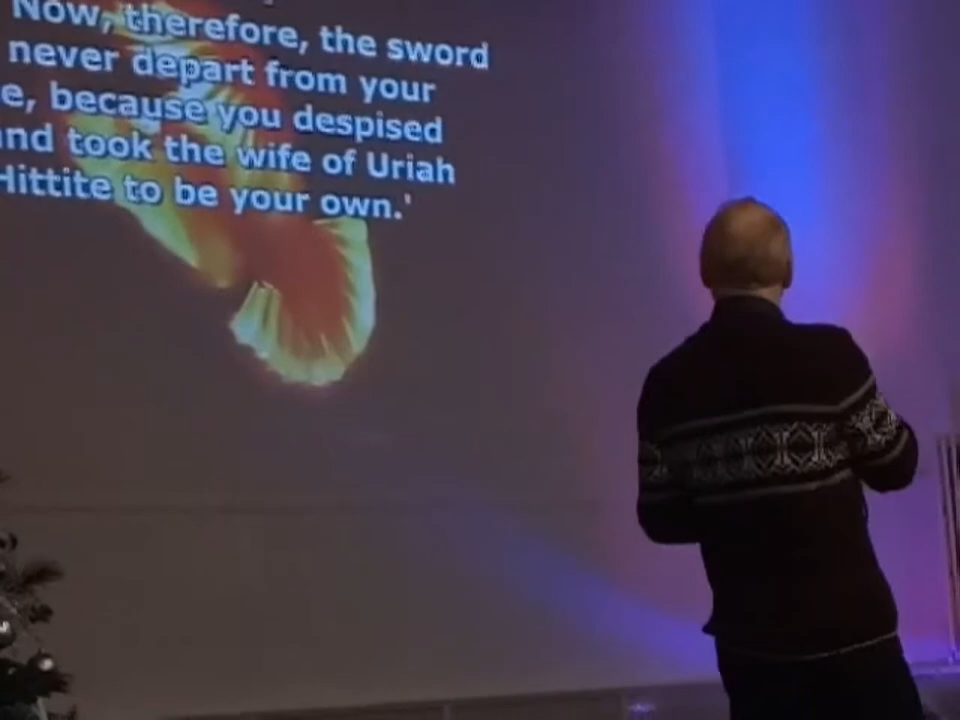 Now, therefore, the sword
never depart from your
e, because you despised
and took the wife of Uriah
Hittite to be your own.'